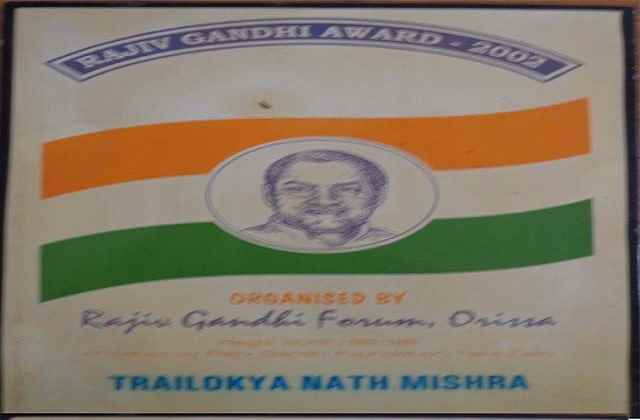 RAJIV GANDHI AWARD - 2002
ORGANISED BY
Rajiv Gandhi Forum, Orissa
TRAILOKYA NATH MISHRA